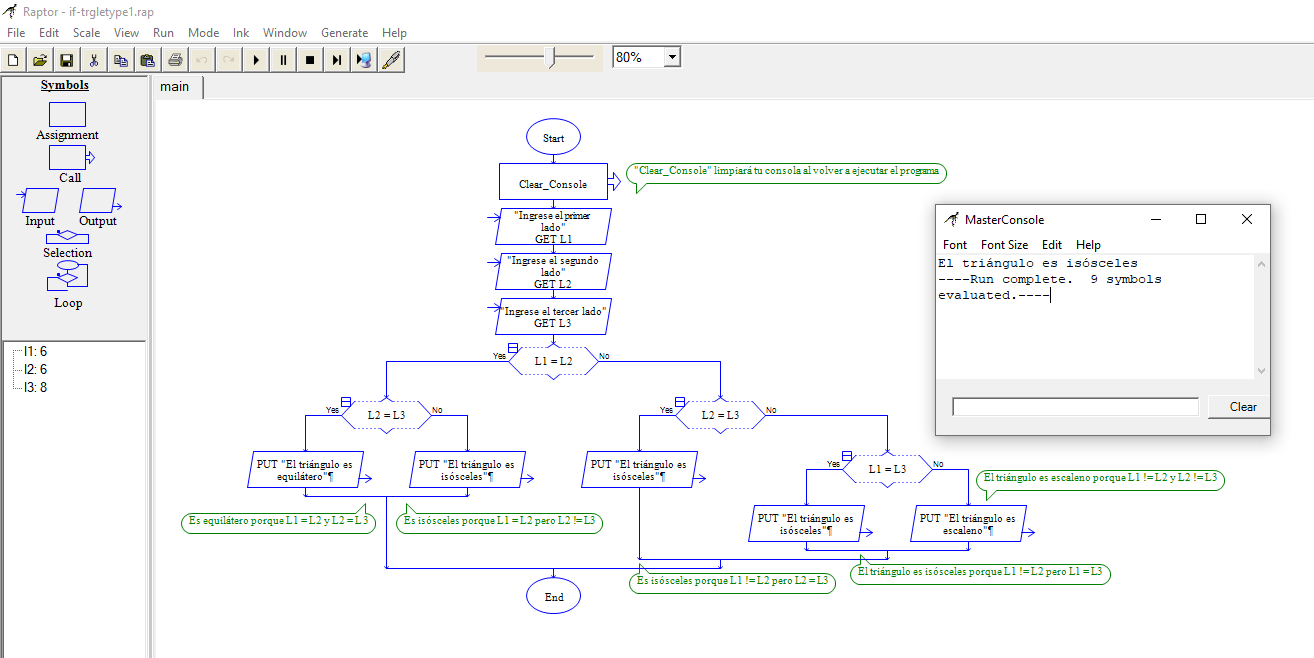 Raptor - if-trgletype1.rap
File Edit Scale View Run Mode Ink Window Generate Help
80%
Symbols
Assignment
Call
Input Output
Selection
Loop
l1: 6
l2: 6
l3: 8
main
Start
Clear_Console
"Clear_Console" limpiará tu consola al volver a ejecutar el programa
"Ingrese el primer
lado"
GET L1
"Ingrese el segundo
lado"
GET L2
"Ingrese el tercer lado"
GET L3
Yes L1 = L2 No
Yes L2 = L3 No
Yes L2 = L3 No
PUT "El triángulo es
equilátero"¶
PUT "El triángulo es
isósceles"¶
PUT "El triángulo es
isósceles"¶
Yes L1 = L3 No
El triángulo es escaleno porque L1 != L2 y L2 != L3
PUT "El triángulo es
isósceles"¶
PUT "El triángulo es
escaleno"¶
Es equilátero porque L1 = L2 y L2 = L3
Es isósceles porque L1 = L2 pero L2 != L3
Es isósceles porque L1 != L2 pero L2 = L3
El triángulo es isósceles porque L1 != L2 pero L1 = L3
End
MasterConsole
Font Font Size Edit Help
El triángulo es isósceles
----Run complete.  9 symbols
evaluated.----
Clear